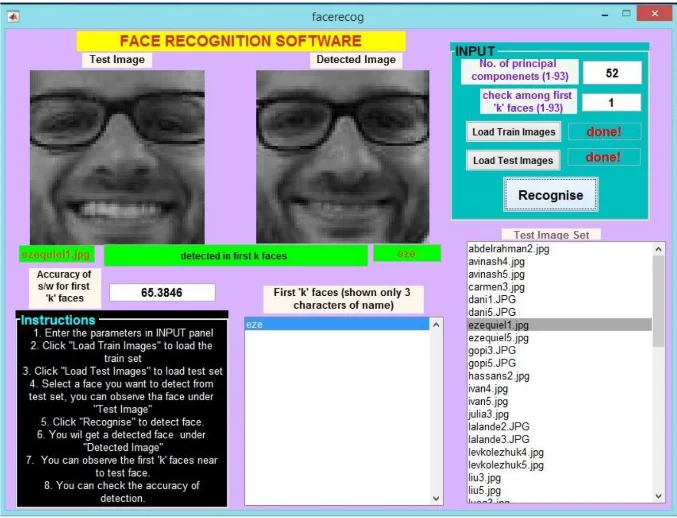 facerecog
FACE RECOGNITION SOFTWARE
Test Image
Detected Image
ezequiel1.jpg
detected in first k faces
eze
Accuracy of
s/w for first
'k' faces
65.3846
Instructions
1. Enter the parameters in INPUT panel
2. Click "Load Train Images" to load the
train set
3. Click "Load Test Images" to load test set
4. Select a face you want to detect from
test set, you can observe tha face under
"Test Image"
5. Click "Recognise" to detect face.
6. You wil get a detected face under
"Detected Image"
7. You can observe the first 'k' faces near
to test face.
8. You can check the accuracy of
detection.
First 'k' faces (shown only 3
characters of name)
eze
INPUT
No. of principal
componenets (1-93)
52
check among first
'k' faces (1-93)
1
Load Train Images
done!
Load Test Images
done!
Recognise
Test Image Set
abdelrahman2.jpg
avinash4.jpg
avinash5.jpg
carmen3.jpg
dani1.JPG
dani5.JPG
ezequiel1.jpg
ezequiel5.jpg
gopi3.JPG
gopi5.JPG
hassans2.jpg
ivan4.jpg
ivan5.jpg
julia3.jpg
lalande2.JPG
lalande3.JPG
levkolezhuk4.jpg
levkolezhuk5.jpg
liu3.jpg
liu5.jpg